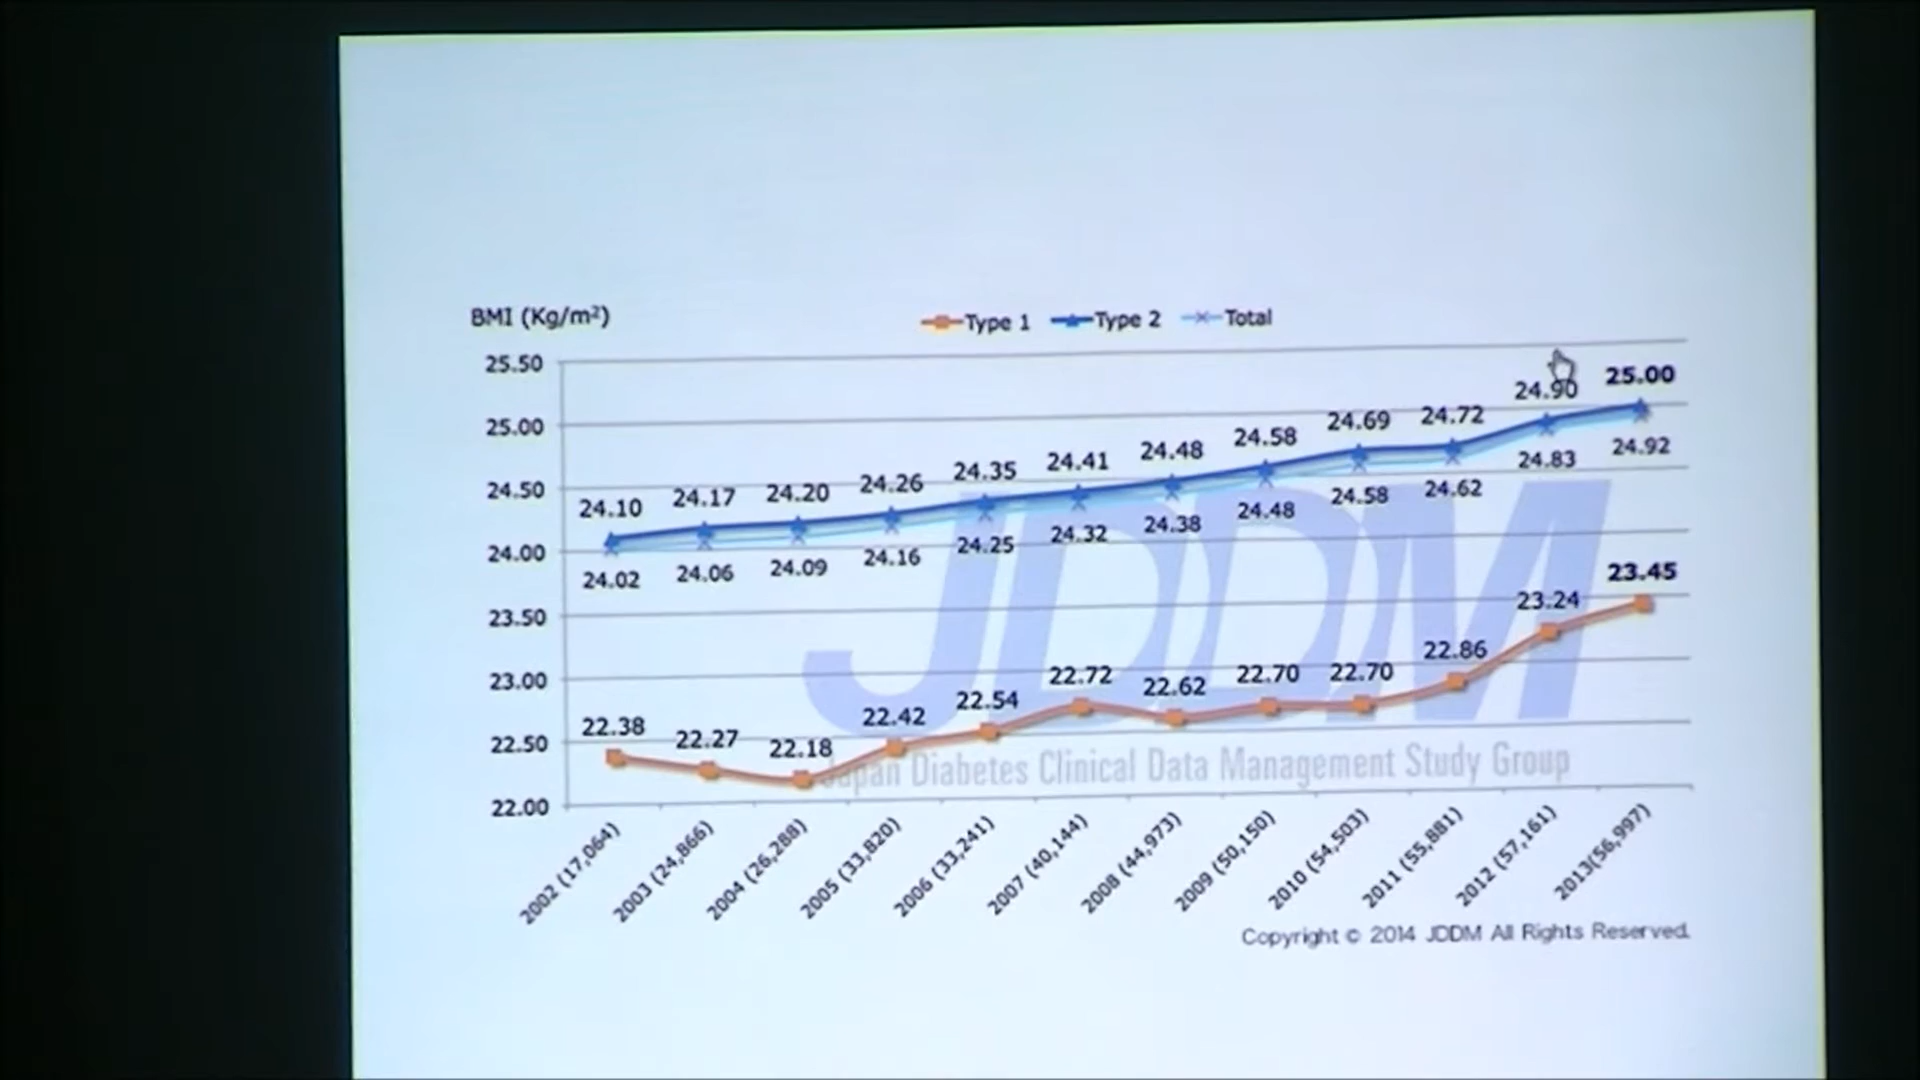 BMI (Kg/m²)
Type 1 Type 2 Total
25.50
25.00
24.50
24.00
23.50
23.00
22.50
22.00
24.10 24.17 24.20 24.26 24.35 24.41 24.48 24.58 24.69 24.72 24.90 25.00
24.02 24.06 24.09 24.16 24.25 24.32 24.38 24.48 24.58 24.62 24.83 24.92
22.38 22.27 22.18 22.42 22.54 22.72 22.62 22.70 22.70 22.86 23.24 23.45
JDDM
Japan Diabetes Clinical Data Management Study Group
2002 (17,064)
2003 (24,866)
2004 (26,288)
2005 (33,820)
2006 (33,241)
2007 (40,144)
2008 (44,973)
2009 (50,150)
2010 (54,503)
2011 (55,881)
2012 (57,161)
2013(56,997)
Copyright © 2014 JDDM All Rights Reserved.